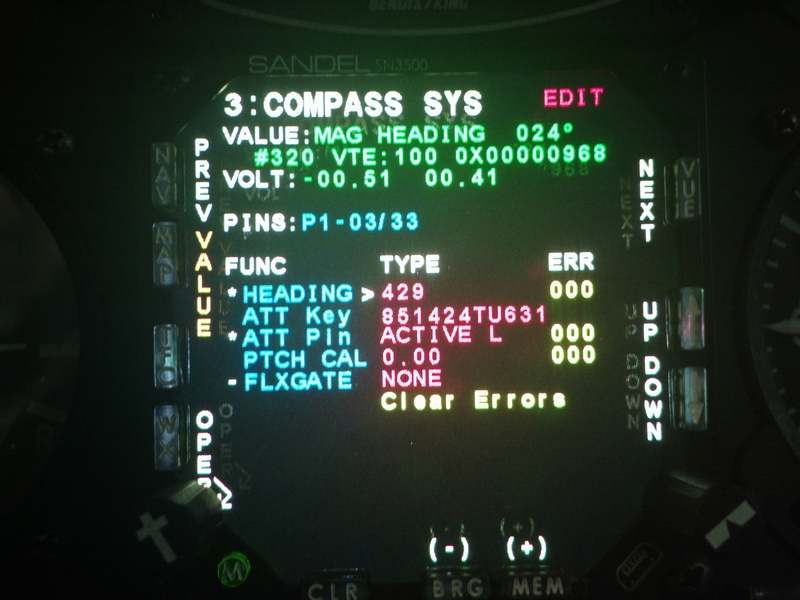 BENDIX/KING
SANDEL SN3500
3:COMPASS SYS EDIT
VALUE:MAG HEADING 024°
#320 VTE:100 0X00000968
VOLT:-00.51 00.41
PINS:P1-03/33
FUNC TYPE ERR
*HEADING >429 000
ATT Key 851424TU631
*ATT Pin ACTIVE L 000
PTCH CAL 0.00 000
-FLXGATE NONE
Clear Errors
PREV VALUE
OPER
NEXT
UP DOWN
NAV
MAP
IFO
WX
VUE
(-) (+)
M
CLR BRG MEM